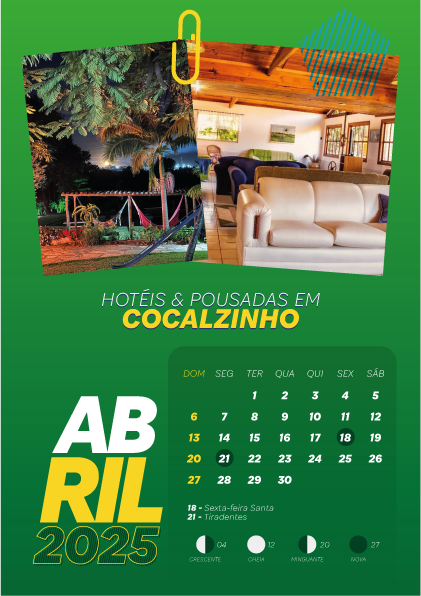 HOTÉIS & POUSADAS EM
COCALZINHO
AB
RIL
2025
DOM SEG TER QUA QUI SEX SÁB
1 2 3 4 5
6 7 8 9 10 11 12
13 14 15 16 17 18 19
20 21 22 23 24 25 26
27 28 29 30
18 - Sexta-feira Santa
21 - Tiradentes
04 12 20 27
CRESCENTE CHEIA MINGUANTE NOVA